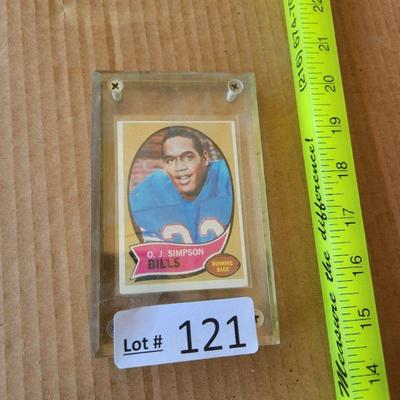 O. J. SIMPSON
BILLS
RUNNING
BACK
Lot # 121
Measure the difference!
14
15
16
17
18
19
20
21
22